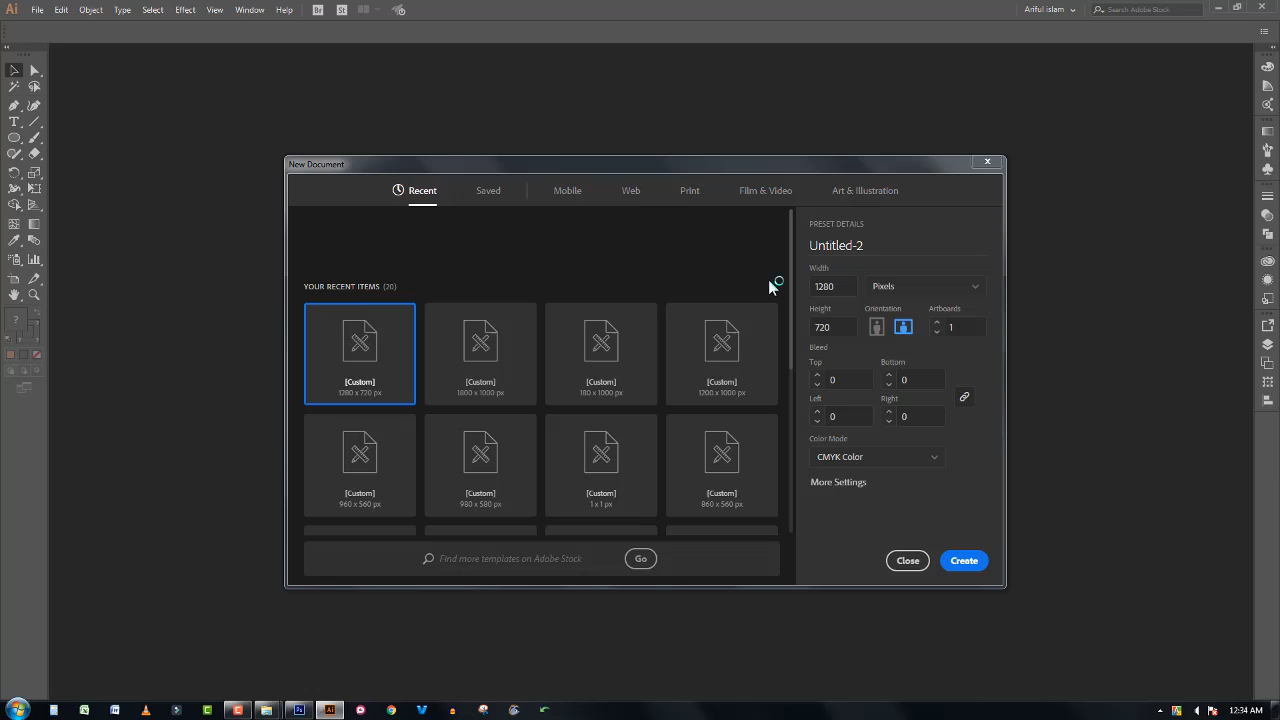 Ai File Edit Object Type Select Effect View Window Help Br St Ariful islam Search Adobe Stock
New Document
Recent Saved Mobile Web Print Film & Video Art & Illustration
PRESET DETAILS
Untitled-2
Width
1280 Pixels
Height Orientation Artboards
720 1
Bleed
Top Bottom
0 0
Left Right
0 0
Color Mode
CMYK Color
More Settings
YOUR RECENT ITEMS (20)
[Custom] [Custom] [Custom] [Custom]
1280 x 720 px 1800 x 1000 px 180 x 1000 px 1200 x 1000 px
[Custom] [Custom] [Custom] [Custom]
960 x 560 px 980 x 580 px 1 x 1 px 860 x 560 px
Find more templates on Adobe Stock Go
Close Create
Ps Ai 12:34 AM